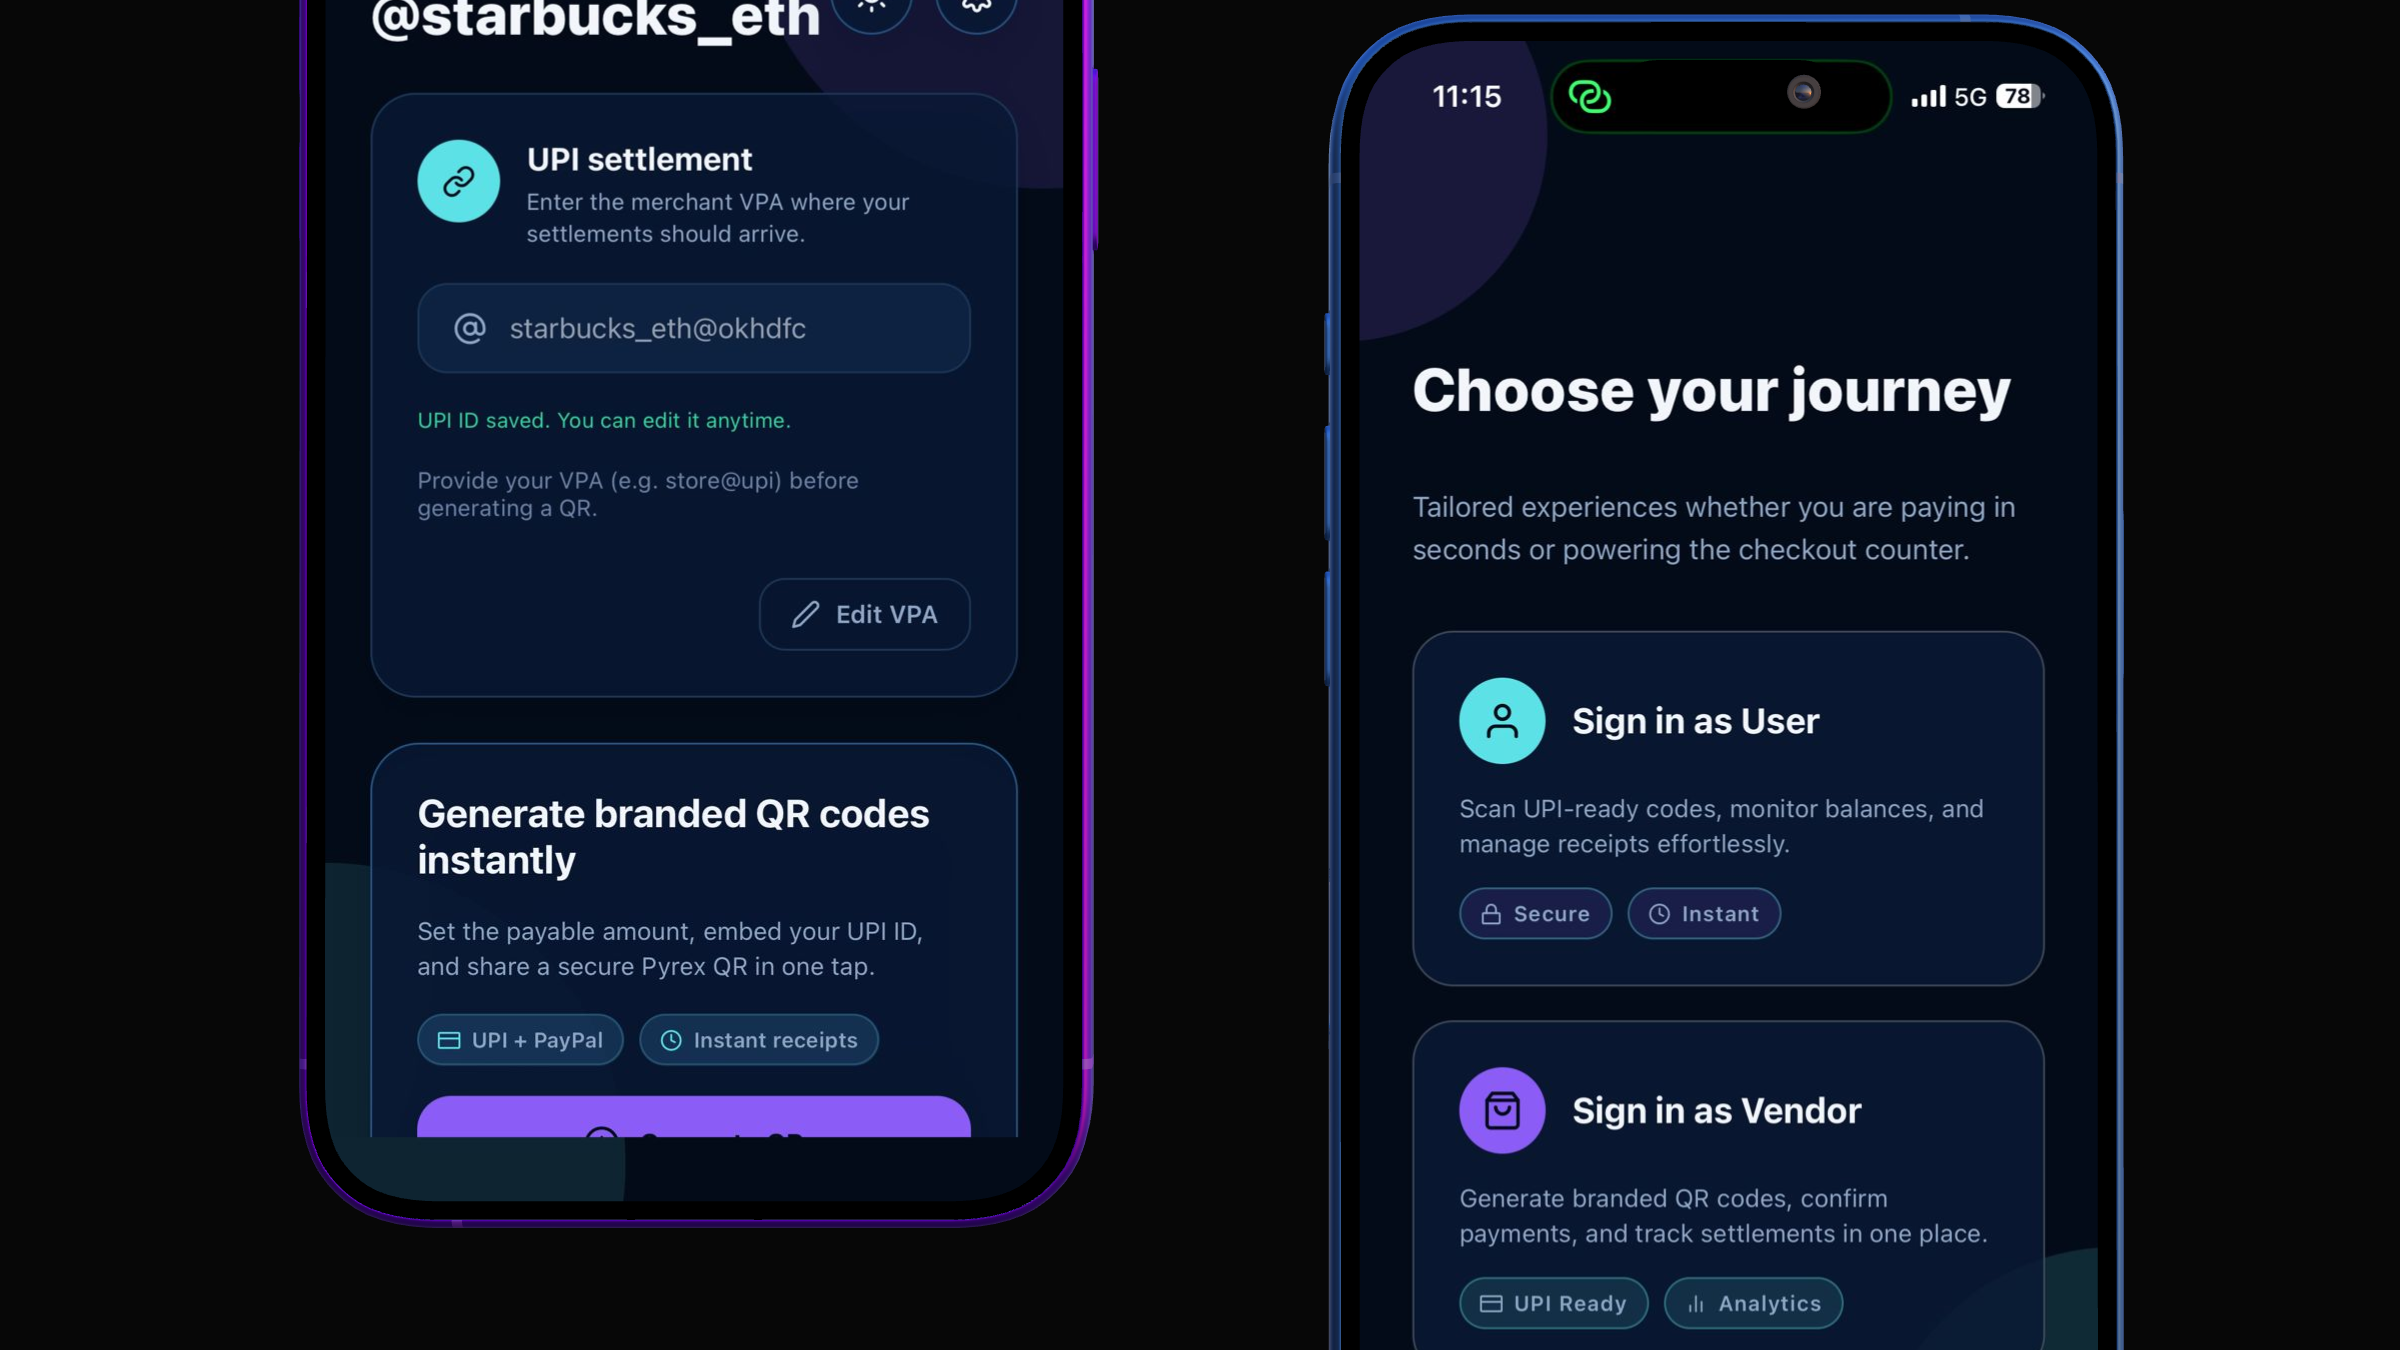 @starbucks_eth
UPI settlement
Enter the merchant VPA where your
settlements should arrive.
@ starbucks_eth@okhdfc
UPI ID saved. You can edit it anytime.
Provide your VPA (e.g. store@upi) before
generating a QR.
Edit VPA
Generate branded QR codes
instantly
Set the payable amount, embed your UPI ID,
and share a secure Pyrex QR in one tap.
UPI + PayPal
Instant receipts
11:15
5G 78
Choose your journey
Tailored experiences whether you are paying in
seconds or powering the checkout counter.
Sign in as User
Scan UPI-ready codes, monitor balances, and
manage receipts effortlessly.
Secure
Instant
Sign in as Vendor
Generate branded QR codes, confirm
payments, and track settlements in one place.
UPI Ready
Analytics